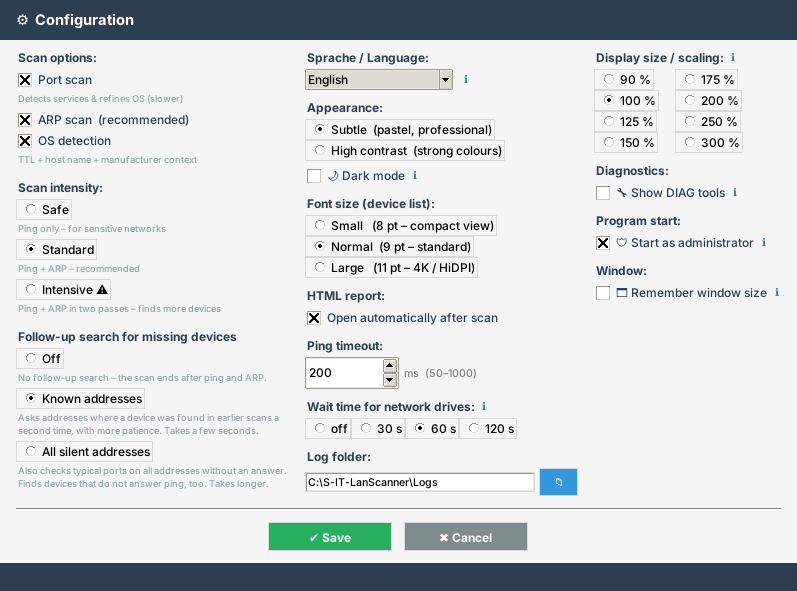 ⚙ Configuration
Scan options:
Port scan
Detects services & refines OS (slower)
ARP scan (recommended)
OS detection
TTL + host name + manufacturer context
Scan intensity:
Safe
Ping only – for sensitive networks
Standard
Ping + ARP – recommended
Intensive ⚠
Ping + ARP in two passes – finds more devices
Follow-up search for missing devices
Off
No follow-up search – the scan ends after ping and ARP.
Known addresses
Asks addresses where a device was found in earlier scans a
second time, with more patience. Takes a few seconds.
All silent addresses
Also checks typical ports on all addresses without an answer.
Finds devices that do not answer ping, too. Takes longer.
Sprache / Language:
English ℹ
Appearance:
Subtle (pastel, professional)
High contrast (strong colours)
🌙 Dark mode ℹ
Font size (device list):
Small (8 pt – compact view)
Normal (9 pt – standard)
Large (11 pt – 4K / HiDPI)
HTML report:
Open automatically after scan
Ping timeout:
200 ms (50–1000)
Wait time for network drives: ℹ
off 30 s 60 s 120 s
Log folder:
C:\S-IT-LanScanner\Logs
Display size / scaling: ℹ
90 % 175 %
100 % 200 %
125 % 250 %
150 % 300 %
Diagnostics:
🔧 Show DIAG tools ℹ
Program start:
🛡 Start as administrator ℹ
Window:
🗔 Remember window size ℹ
✔ Save
✖ Cancel